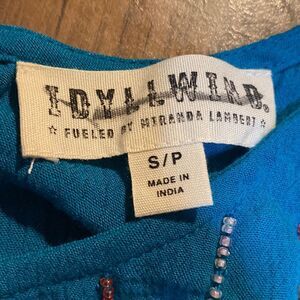 IDYLLWIND.
☆ FUELED BY MIRANDA LAMBERT ☆
S/P
MADE IN
INDIA